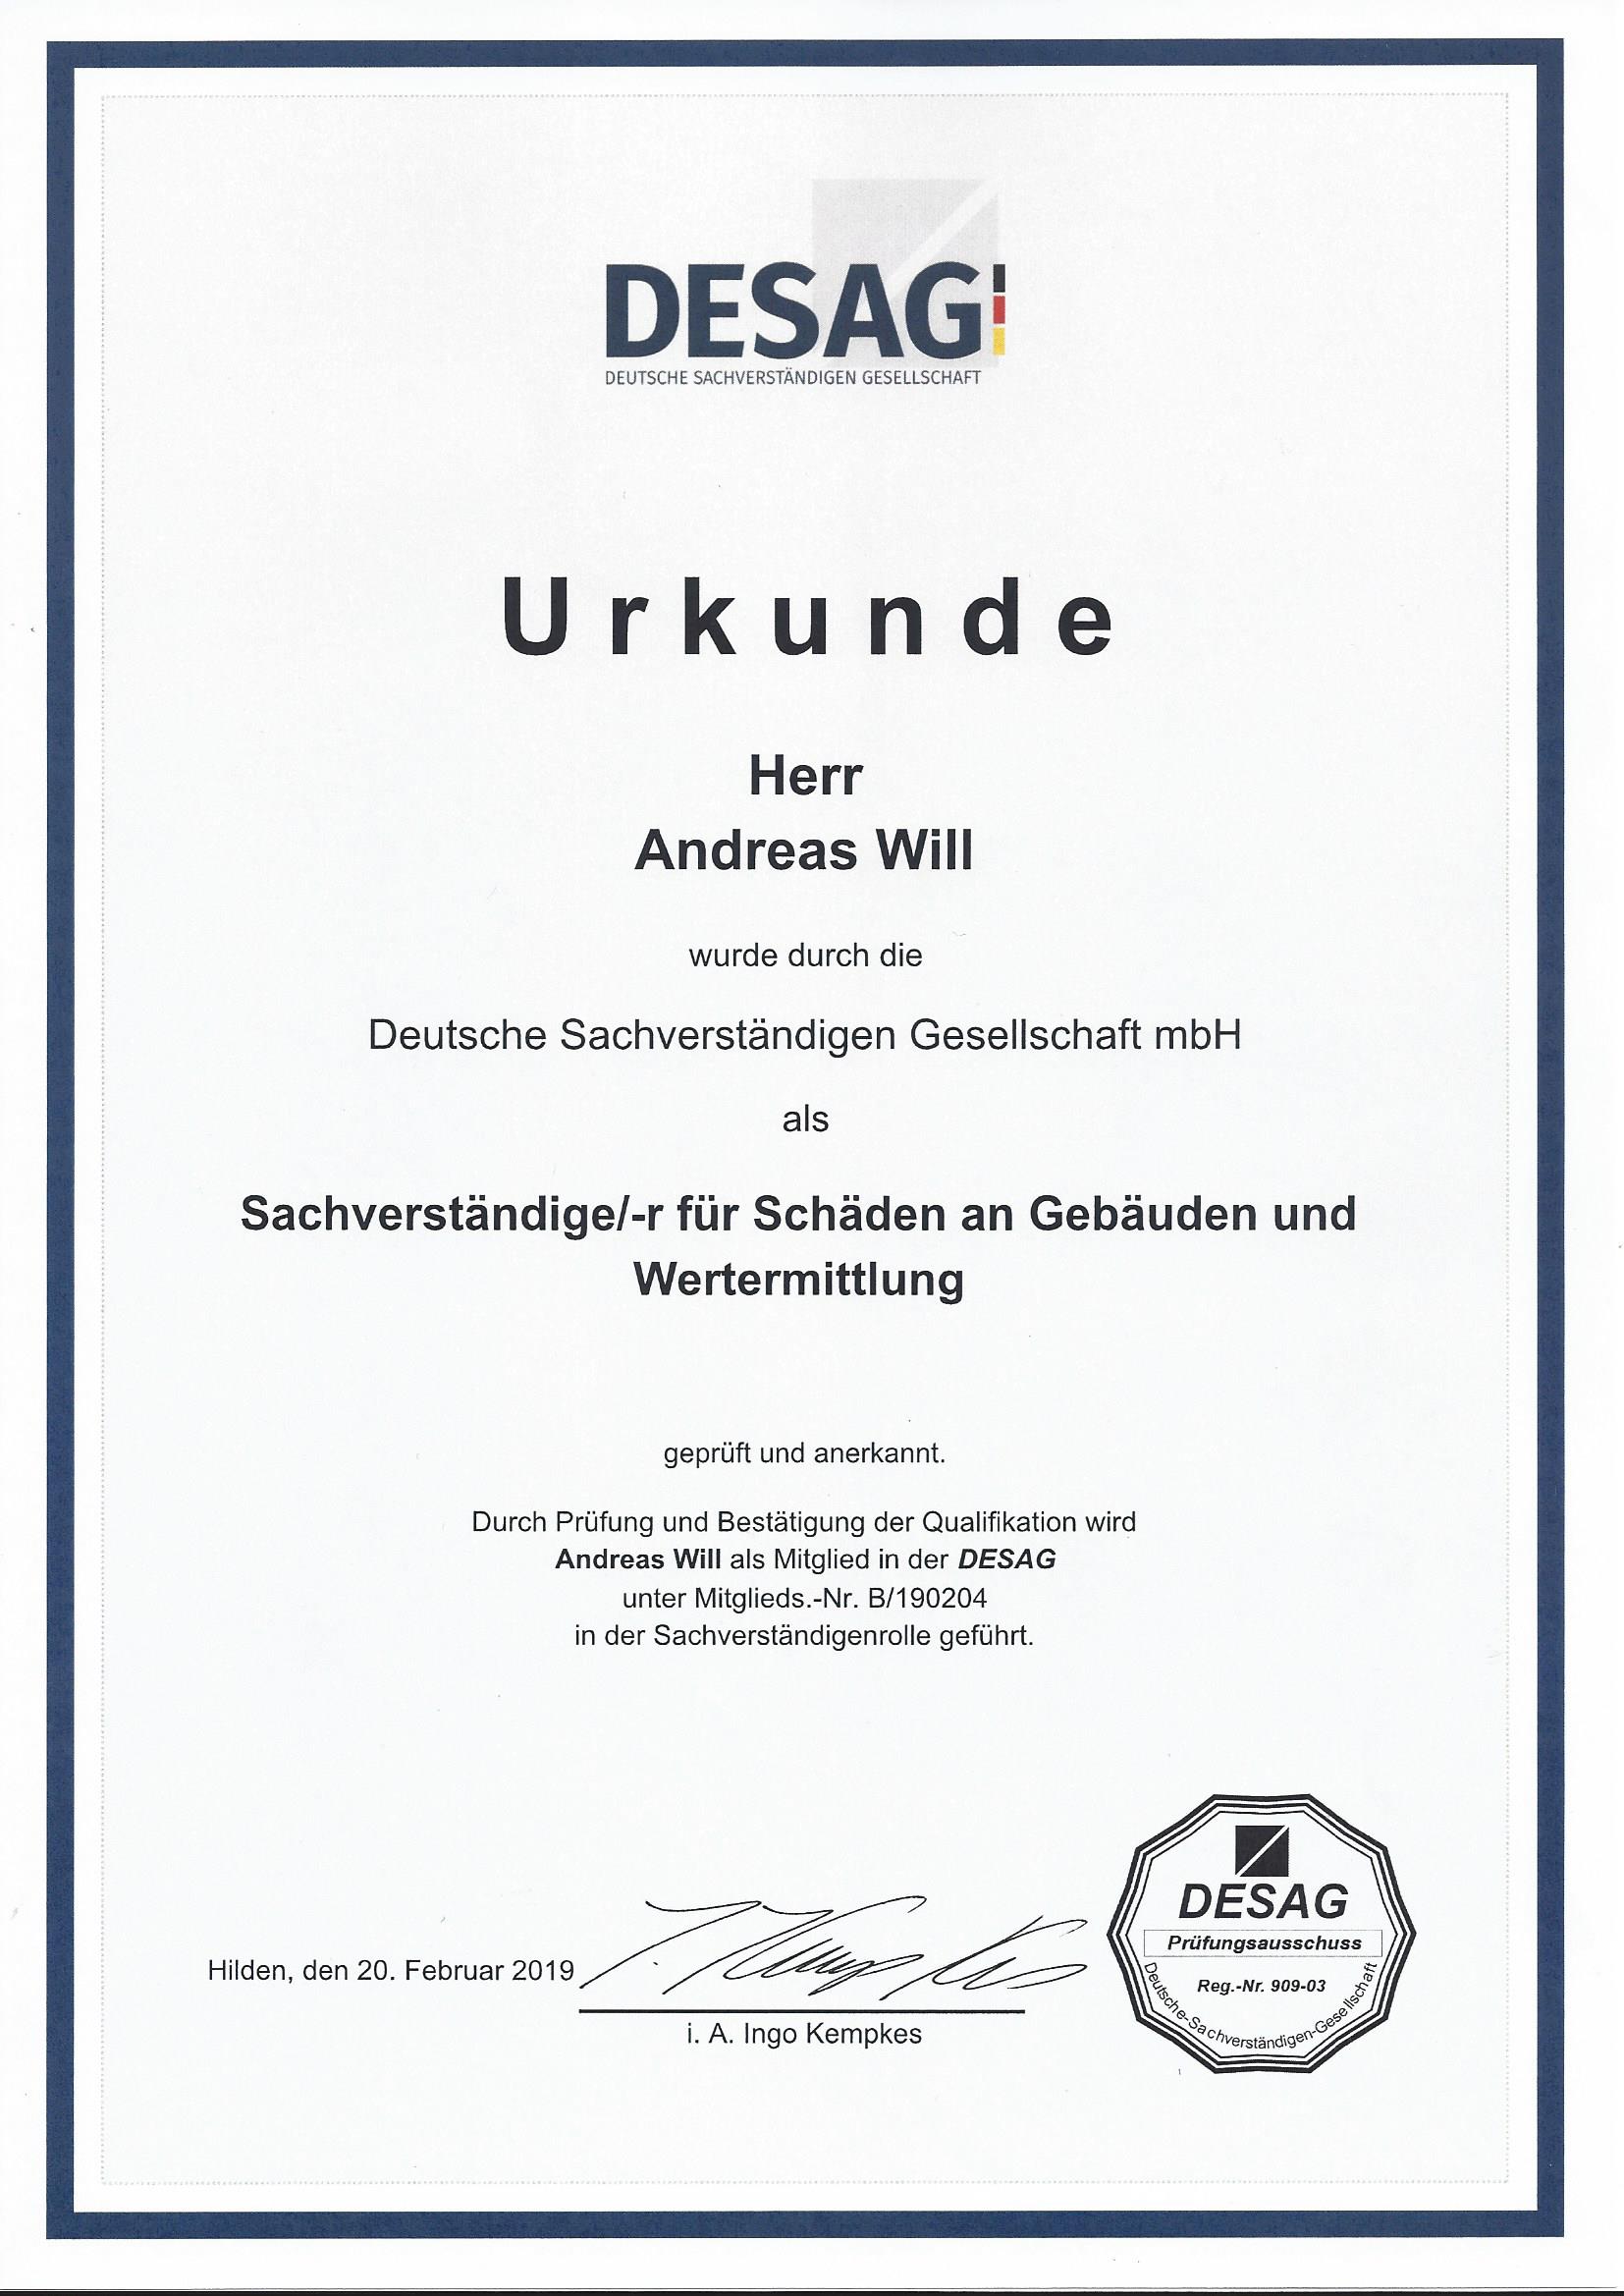 DESAG
DEUTSCHE SACHVERSTÄNDIGEN GESELLSCHAFT
Urkunde
Herr
Andreas Will
wurde durch die
Deutsche Sachverständigen Gesellschaft mbH
als
Sachverständige/-r für Schäden an Gebäuden und
Wertermittlung
geprüft und anerkannt.
Durch Prüfung und Bestätigung der Qualifikation wird
Andreas Will als Mitglied in der DESAG
unter Mitglieds.-Nr. B/190204
in der Sachverständigenrolle geführt.
Hilden, den 20. Februar 2019
I. Kempkes
i. A. Ingo Kempkes
DESAG
Prüfungsausschuss
Reg.-Nr. 909-03
Deutsche-Sachverständigen-Gesellschaft